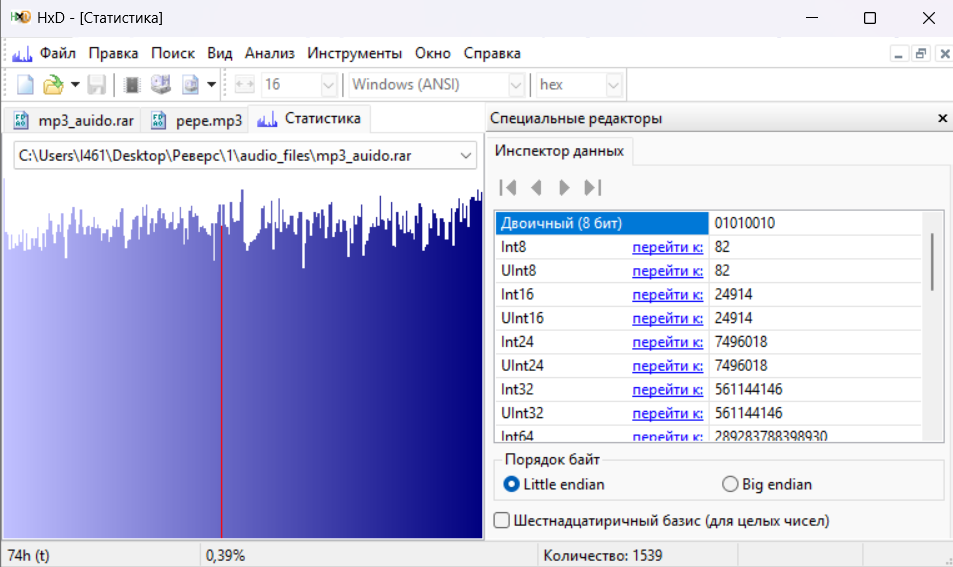 HxD - [Статистика]
Файл Правка Поиск Вид Анализ Инструменты Окно Справка
16 Windows (ANSI) hex
mp3_auido.rar pepe.mp3 Статистика
C:\Users\I461\Desktop\Реверс\1\audio_files\mp3_auido.rar
Специальные редакторы
Инспектор данных
Двоичный (8 бит) 01010010
Int8 перейти к: 82
UInt8 перейти к: 82
Int16 перейти к: 24914
UInt16 перейти к: 24914
Int24 перейти к: 7496018
UInt24 перейти к: 7496018
Int32 перейти к: 561144146
UInt32 перейти к: 561144146
Int64 перейти к: 289283788398930
Порядок байт
Little endian Big endian
Шестнадцатиричный базис (для целых чисел)
74h (t) 0,39% Количество: 1539